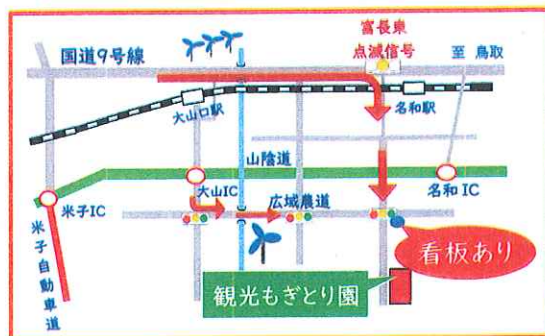 富長東
点滅信号
国道9号線
至 鳥取
大山口駅
名和駅
山陰道
大山IC
広域農道
名和 IC
米子IC
米子自動車道
看板あり
観光もぎとり園